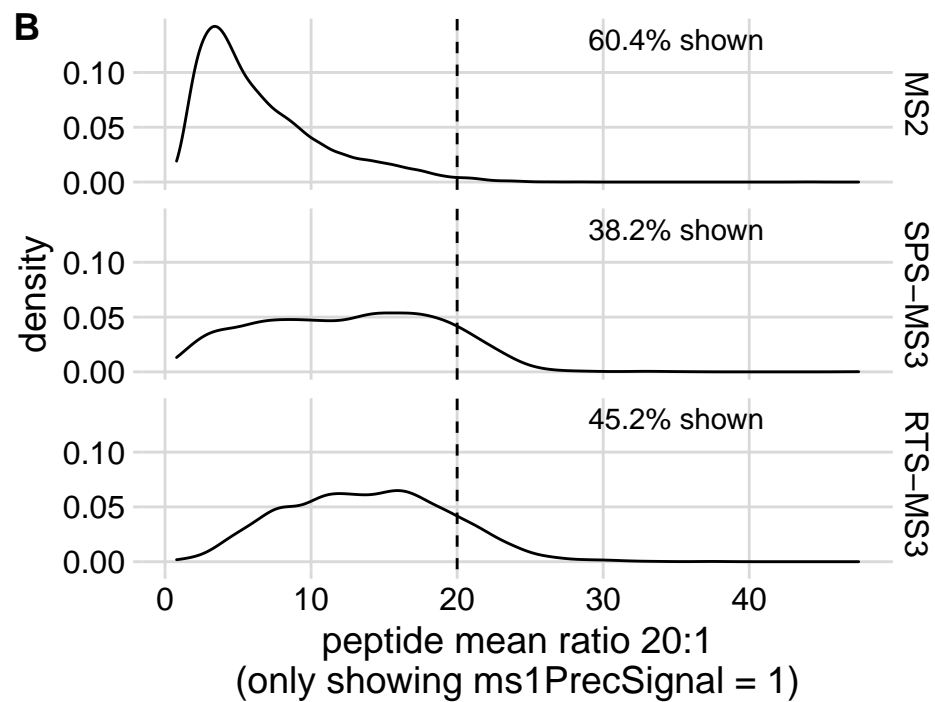 B
60.4% shown
0.10
0.05
0.00
MS2
38.2% shown
0.10
0.05
0.00
SPS−MS3
density
45.2% shown
0.10
0.05
0.00
RTS−MS3
0 10 20 30 40
peptide mean ratio 20:1
(only showing ms1PrecSignal = 1)